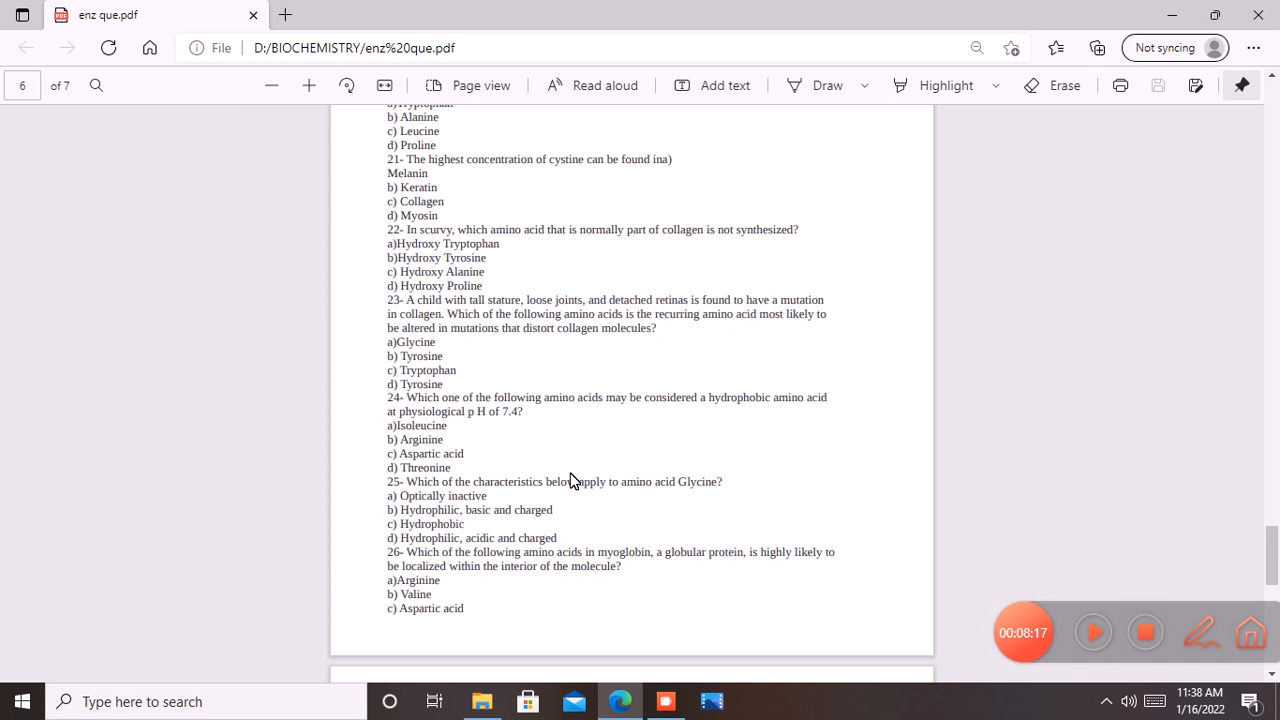 enz que.pdf
File D:/BIOCHEMISTRY/enz%20que.pdf Not syncing
6 of 7 Page view Read aloud Add text Draw Highlight Erase
b) Alanine
c) Leucine
d) Proline
21- The highest concentration of cystine can be found ina)
Melanin
b) Keratin
c) Collagen
d) Myosin
22- In scurvy, which amino acid that is normally part of collagen is not synthesized?
a)Hydroxy Tryptophan
b)Hydroxy Tyrosine
c) Hydroxy Alanine
d) Hydroxy Proline
23- A child with tall stature, loose joints, and detached retinas is found to have a mutation
in collagen. Which of the following amino acids is the recurring amino acid most likely to
be altered in mutations that distort collagen molecules?
a)Glycine
b) Tyrosine
c) Tryptophan
d) Tyrosine
24- Which one of the following amino acids may be considered a hydrophobic amino acid
at physiological p H of 7.4?
a)Isoleucine
b) Arginine
c) Aspartic acid
d) Threonine
25- Which of the characteristics below apply to amino acid Glycine?
a) Optically inactive
b) Hydrophilic, basic and charged
c) Hydrophobic
d) Hydrophilic, acidic and charged
26- Which of the following amino acids in myoglobin, a globular protein, is highly likely to
be localized within the interior of the molecule?
a)Arginine
b) Valine
c) Aspartic acid
00:08:17
Type here to search
11:38 AM
1/16/2022